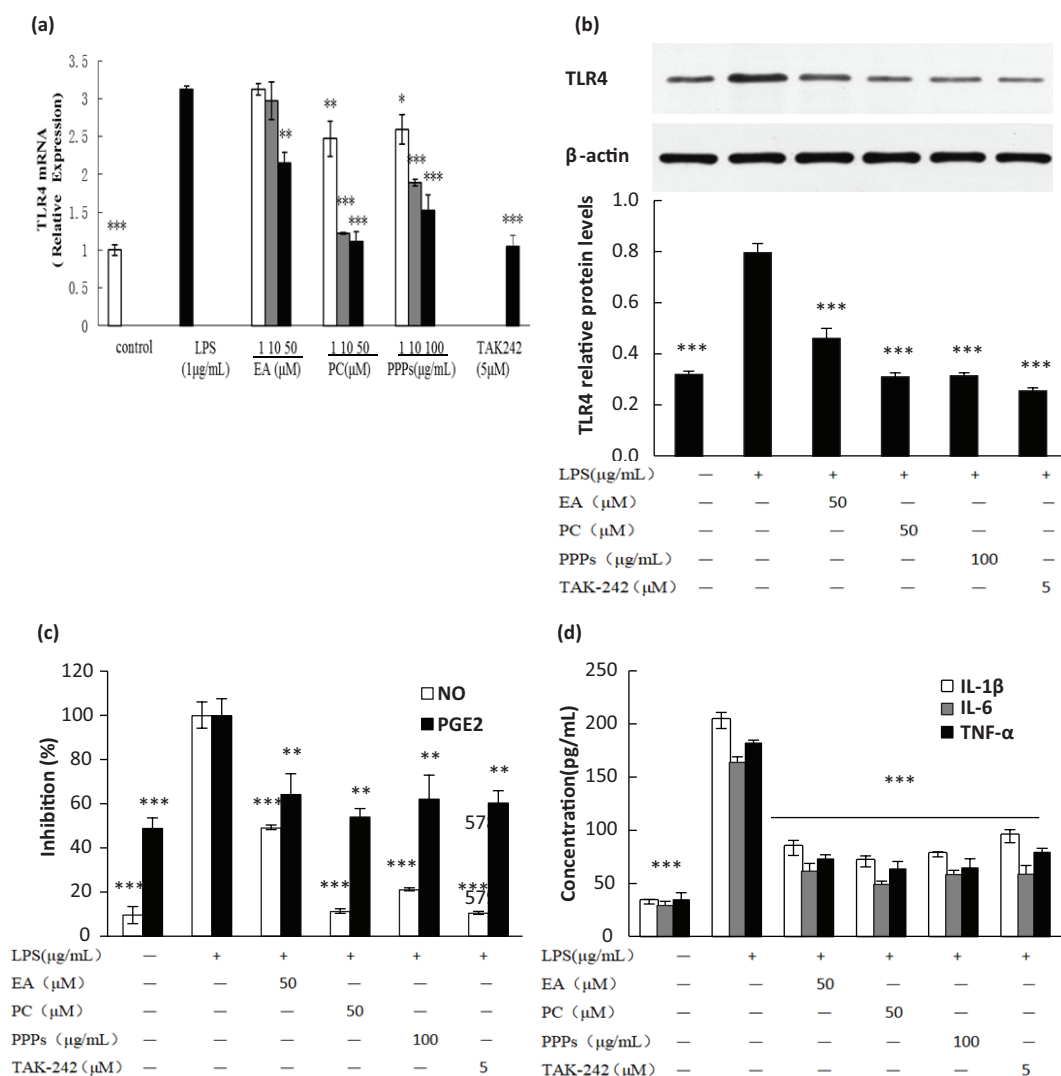 (a)
TLR4 mRNA
( Relative Expression)
3.5
3
2.5
2
1.5
1
0.5
0
***
**
**
***
***
*
***
***
***
control
LPS
(1μg/mL)
1 10 50
EA (μM)
1 10 50
PC(μM)
1 10 100
PPPs(μg/mL)
TAK242
(5μM)
(b)
TLR4
β-actin
TLR4 relative protein levels
1.0
0.8
0.6
0.4
0.2
0.0
***
***
***
***
***
LPS(μg/mL) — + + + + +
EA（μM） — — 50 — — —
PC（μM） — — — 50 — —
PPPs（μg/mL） — — — — 100 —
TAK-242（μM） — — — — — 5
(c)
Inhibition (%)
120
100
80
60
40
20
0
NO
PGE2
***
***
***
**
***
**
***
**
***
**
578
579
LPS(μg/mL) — + + + + +
EA（μM） — — 50 — — —
PC（μM） — — — 50 — —
PPPs（μg/mL） — — — — 100 —
TAK-242（μM） — — — — — 5
(d)
Concentration(pg/mL)
250
200
150
100
50
0
IL-1β
IL-6
TNF-α
***
***
LPS(μg/mL) — + + + + +
EA（μM） — — 50 — — —
PC（μM） — — — 50 — —
PPPs（μg/mL） — — — — 100 —
TAK-242（μM） — — — — — 5